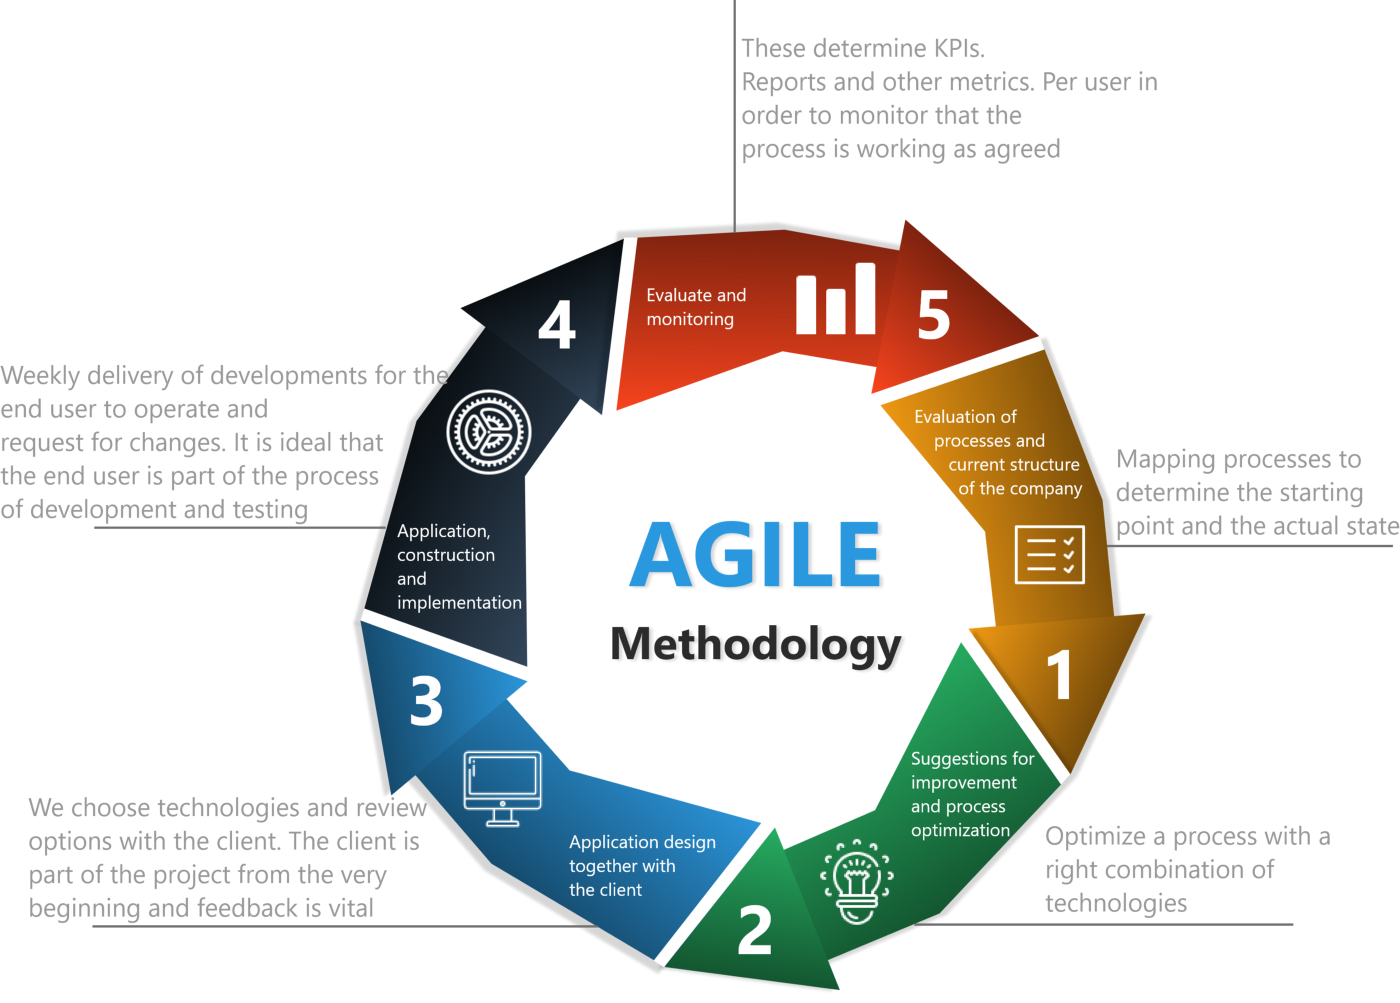 These determine KPIs.
Reports and other metrics. Per user in
order to monitor that the
process is working as agreed
Evaluate and
monitoring
5
4
Weekly delivery of developments for the
end user to operate and
request for changes. It is ideal that
the end user is part of the process
of development and testing
Application,
construction
and
implementation
Evaluation of
processes and
current structure
of the company
Mapping processes to
determine the starting
point and the actual state
AGILE
Methodology
1
3
Suggestions for
improvement
and process
optimization
Optimize a process with a
right combination of
technologies
We choose technologies and review
options with the client. The client is
part of the project from the very
beginning and feedback is vital
Application design
together with
the client
2